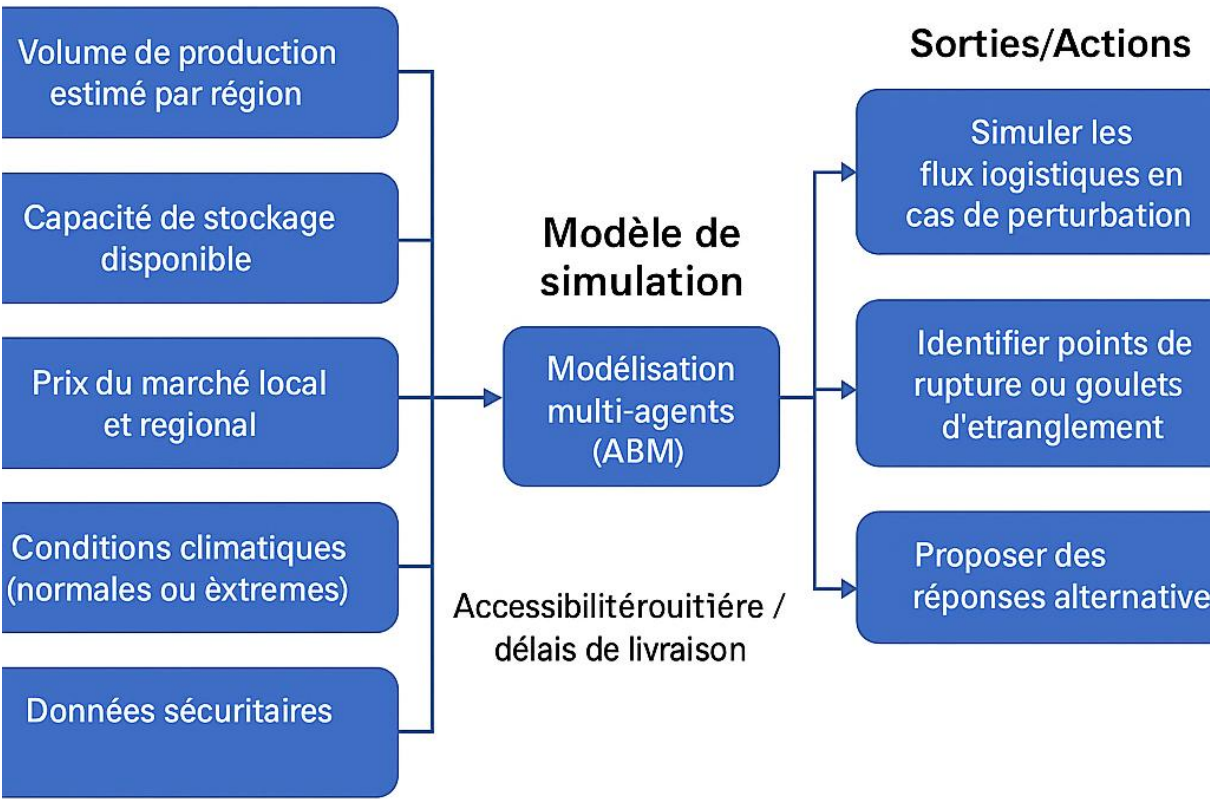 Volume de production
estimé par région
Capacité de stockage
disponible
Prix du marché local
et regional
Conditions climatiques
(normales ou èxtremes)
Données sécuritaires
Modèle de
simulation
Modélisation
multi-agents
(ABM)
Accessibilitérouitiére /
délais de livraison
Sorties/Actions
Simuler les
flux iogistiques en
cas de perturbation
Identifier points de
rupture ou goulets
d'etranglement
Proposer des
réponses alternative